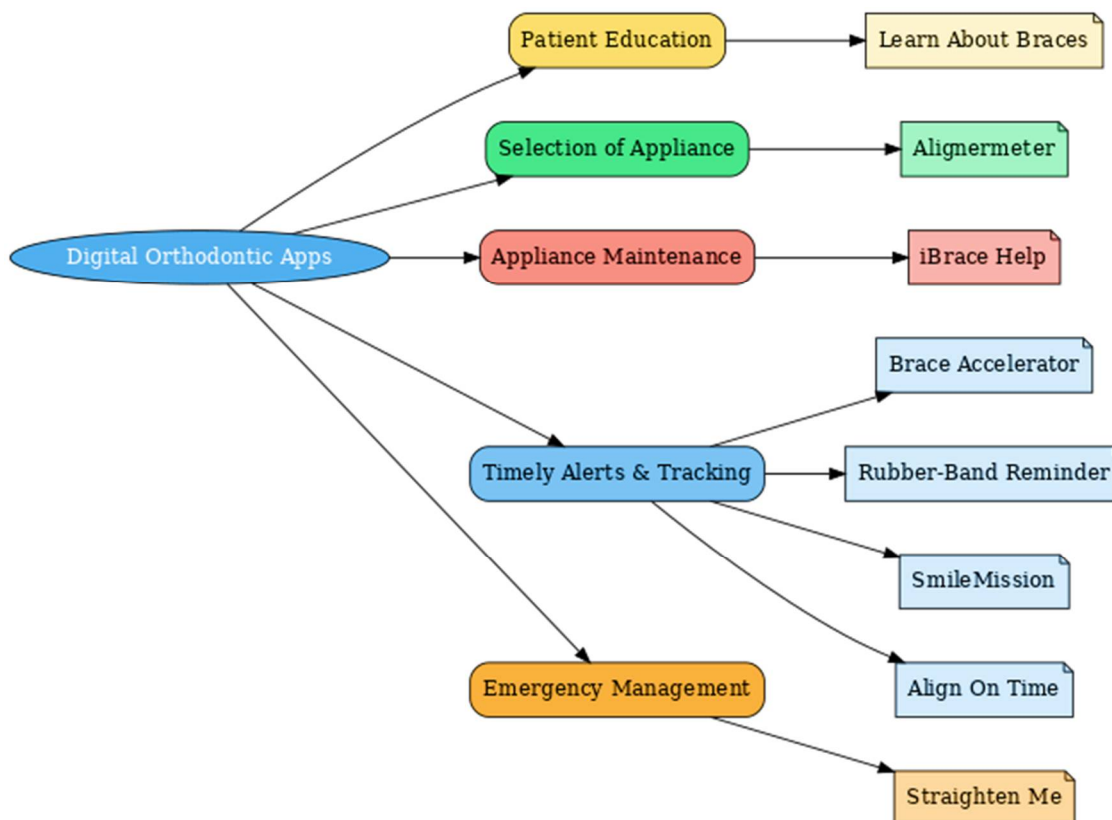 Patient Education
Learn About Braces
Selection of Appliance
Alignermeter
Digital Orthodontic Apps
Appliance Maintenance
iBrace Help
Brace Accelerator
Timely Alerts & Tracking
Rubber-Band Reminder
SmileMission
Emergency Management
Align On Time
Straighten Me